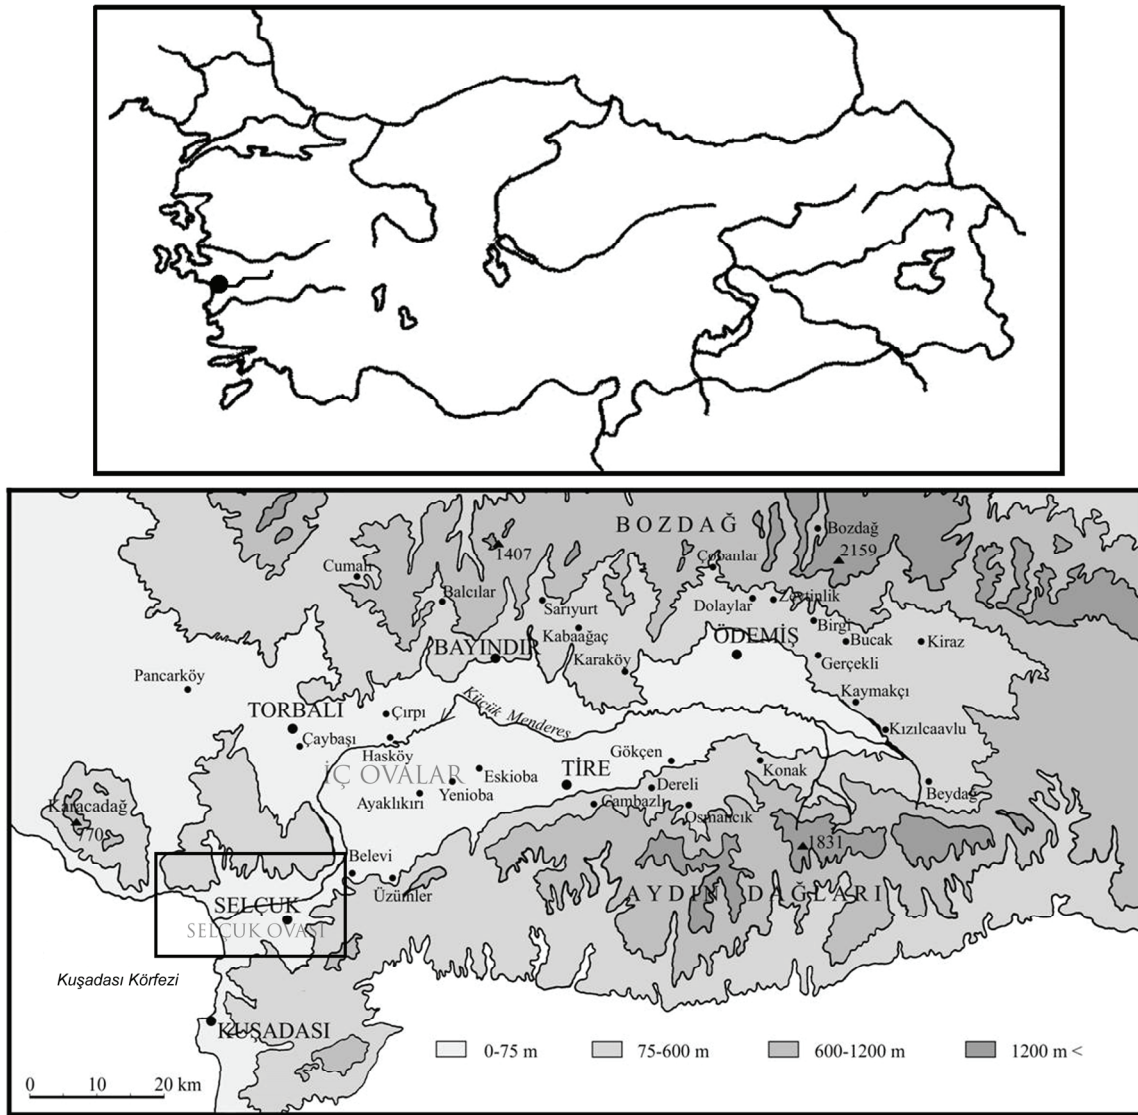 BOZDAĞ
Bozdağ
1407
2159
Cumalı
Çobanlar
Balcılar
Sarıyurt
Dolaylar
Zeytinlik
Kabaağaç
Birgi
BAYINDIR
ÖDEMİŞ
Bucak
Kiraz
Karaköy
Gerçekli
Pancarköy
Kaymakçı
Küçük Menderes
TORBALI
Çırpı
Kızılcaavlu
Çaybaşı
Hasköy
Gökçen
İÇ OVALAR
Eskioba
TİRE
Konak
Yenioba
Dereli
Beydağ
Ayaklıkırı
Karacadağ
Cambazlı
Osmancık
770
1831
Belevi
Üzümler
AYDIN DAĞLARI
SELÇUK
SELÇUK OVASI
Kuşadası Körfezi
KUŞADASI
0-75 m
75-600 m
600-1200 m
1200 m <
0 10 20 km